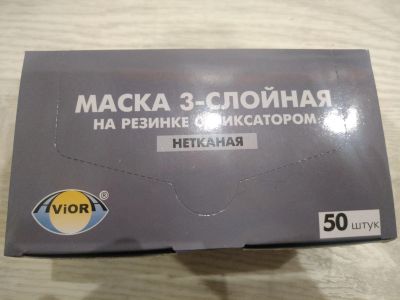 МАСКА 3-СЛОЙНАЯ
НА РЕЗИНКЕ С ФИКСАТОРОМ
НЕТКАНАЯ
AViORA
50 штук